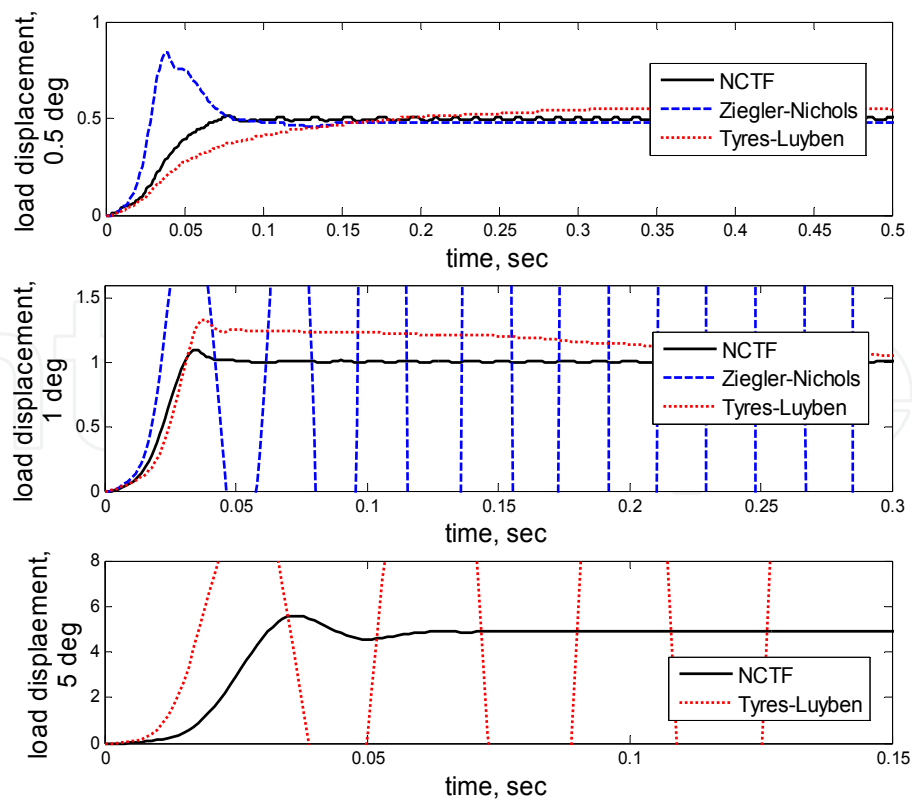 load displacement,
0.5 deg
1
0.5
0
NCTF
Ziegler-Nichols
Tyres-Luyben
0 0.05 0.1 0.15 0.2 0.25 0.3 0.35 0.4 0.45 0.5
time, sec
load displacement,
1 deg
1.5
1
0.5
0
NCTF
Ziegler-Nichols
Tyres-Luyben
0 0.05 0.1 0.15 0.2 0.25 0.3
time, sec
load displaement,
5 deg
8
6
4
2
0
NCTF
Tyres-Luyben
0 0.05 0.1 0.15
time, sec